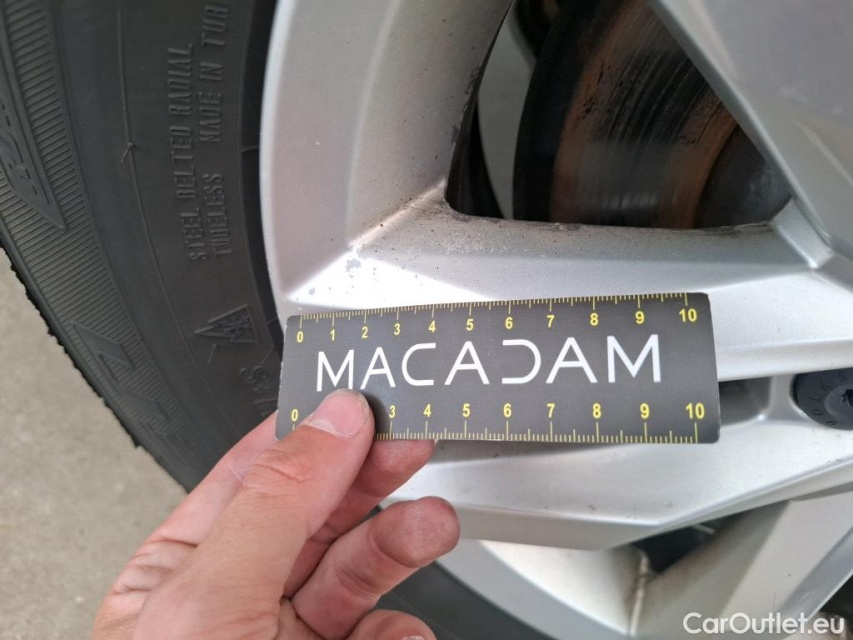 STEEL BELTED RADIAL
TUBELESS MADE IN TUR
0 1 2 3 4 5 6 7 8 9 10
MACADAM
0 3 4 5 6 7 8 9 10
CarOutlet.eu